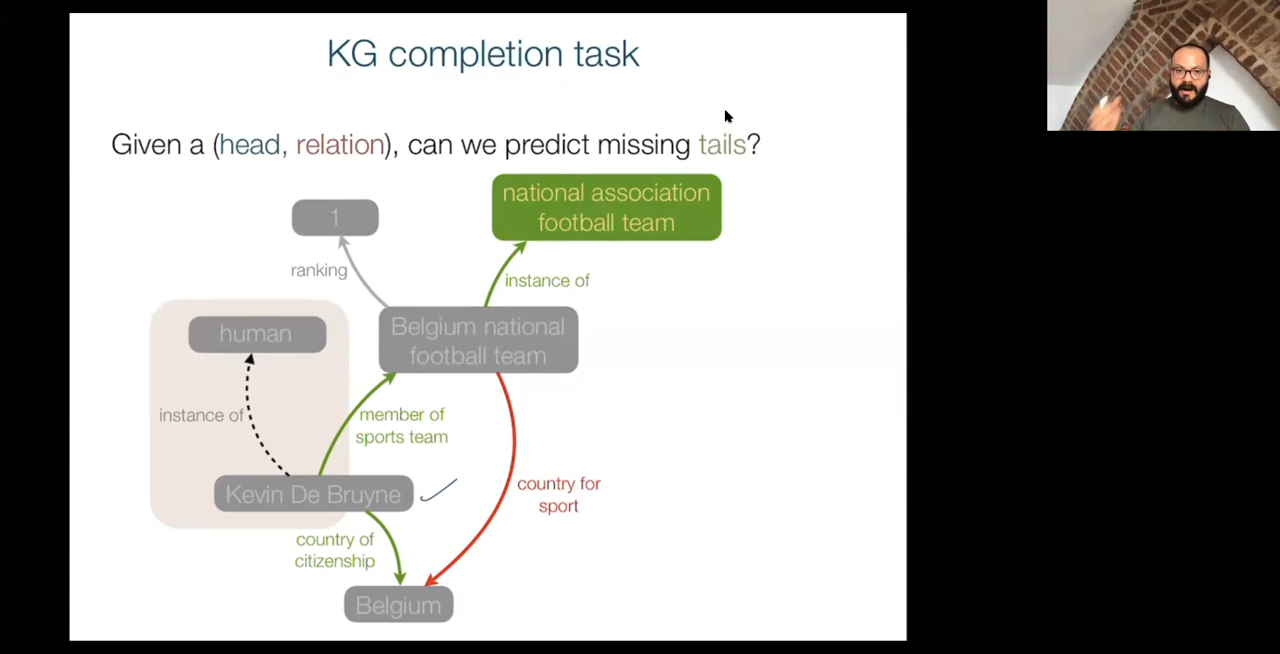 KG completion task
Given a (head, relation), can we predict missing tails?
national association
football team
1
ranking
instance of
human
Belgium national
football team
instance of
member of
sports team
Kevin De Bruyne
country for
sport
country of
citizenship
Belgium